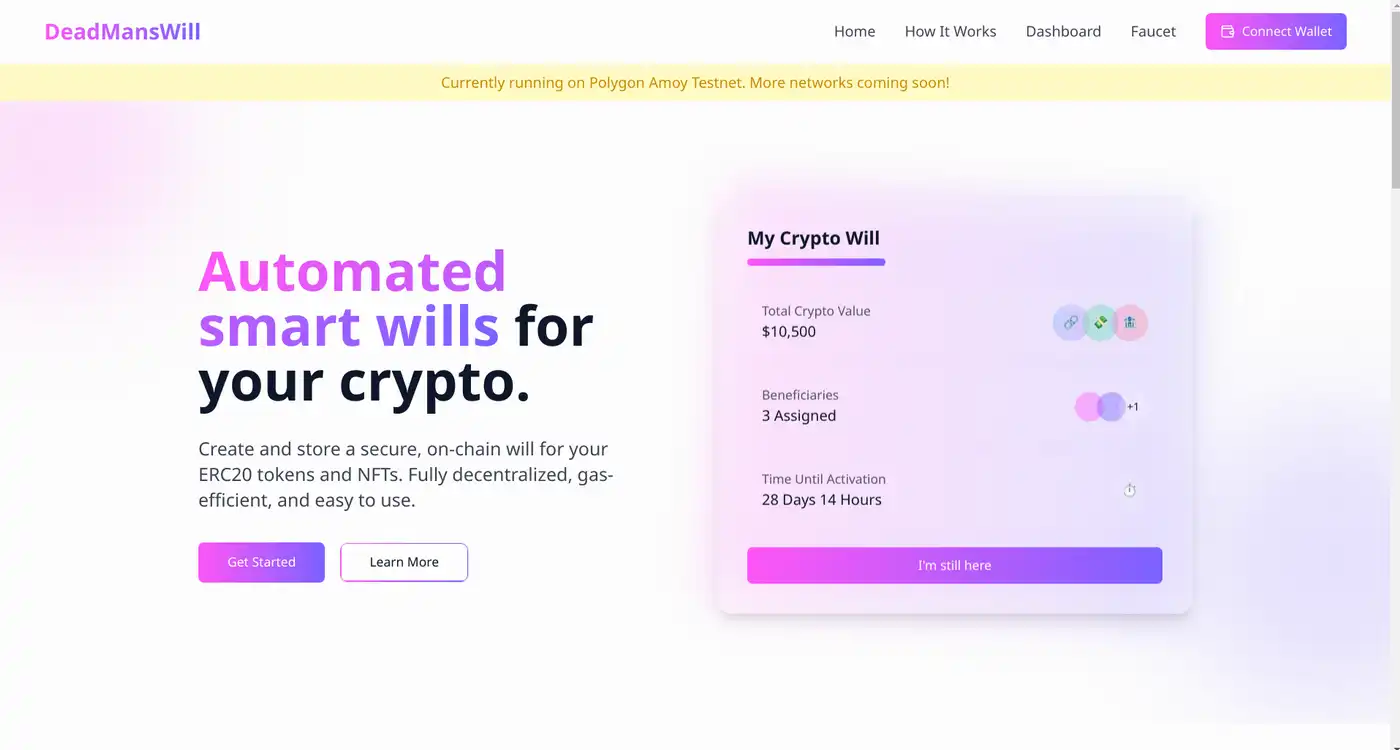 DeadMansWill
Home
How It Works
Dashboard
Faucet
Connect Wallet
Currently running on Polygon Amoy Testnet. More networks coming soon!
Automated
smart wills for
your crypto.
Create and store a secure, on-chain will for your
ERC20 tokens and NFTs. Fully decentralized, gas-
efficient, and easy to use.
Get Started
Learn More
My Crypto Will
Total Crypto Value
$10,500
Beneficiaries
3 Assigned
+1
Time Until Activation
28 Days 14 Hours
I'm still here